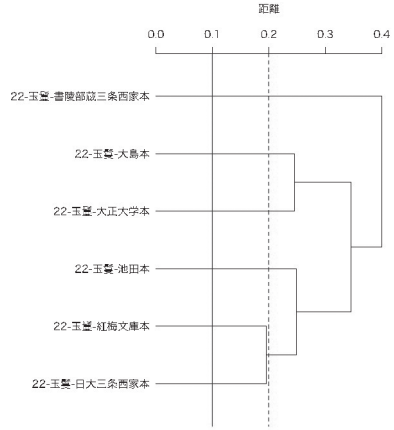 距離
0.0 0.1 0.2 0.3 0.4
22-玉鬘-書陵部蔵三条西家本
22-玉鬘-大島本
22-玉鬘-大正大学本
22-玉鬘-池田本
22-玉鬘-紅梅文庫本
22-玉鬘-日大三条西家本